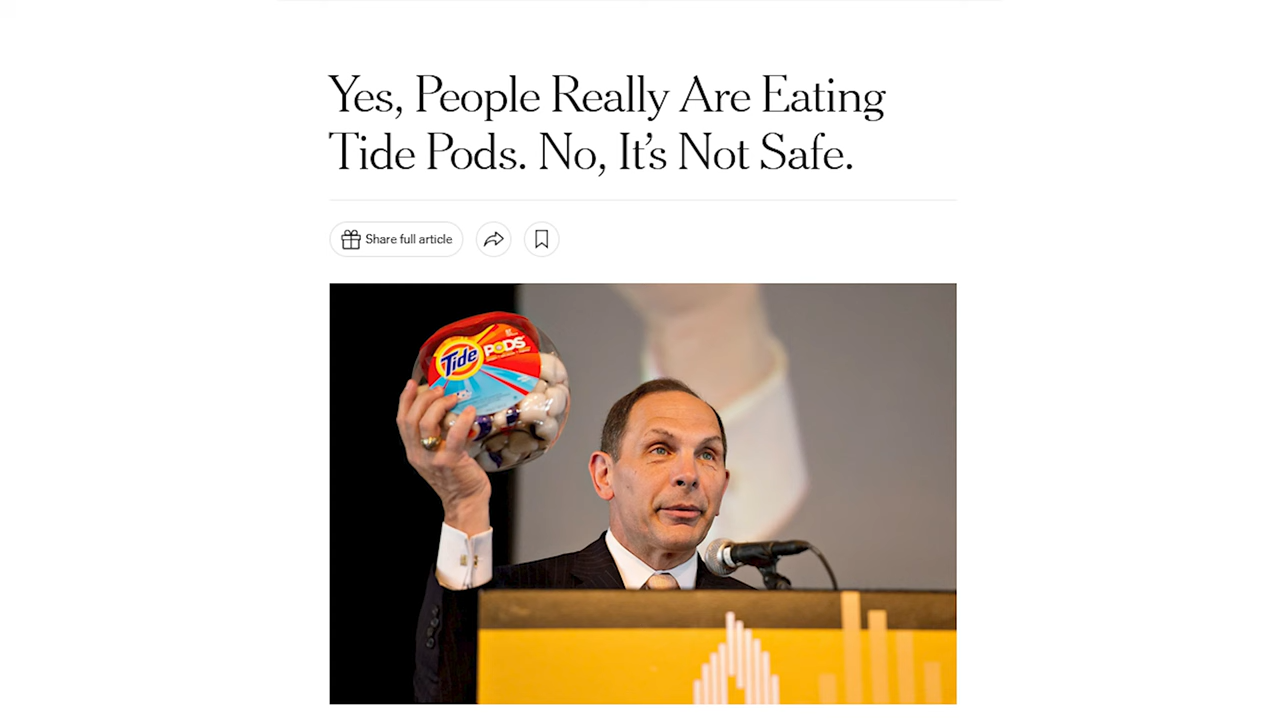 Yes, People Really Are Eating
Tide Pods. No, It’s Not Safe.
Share full article
Tide PODS